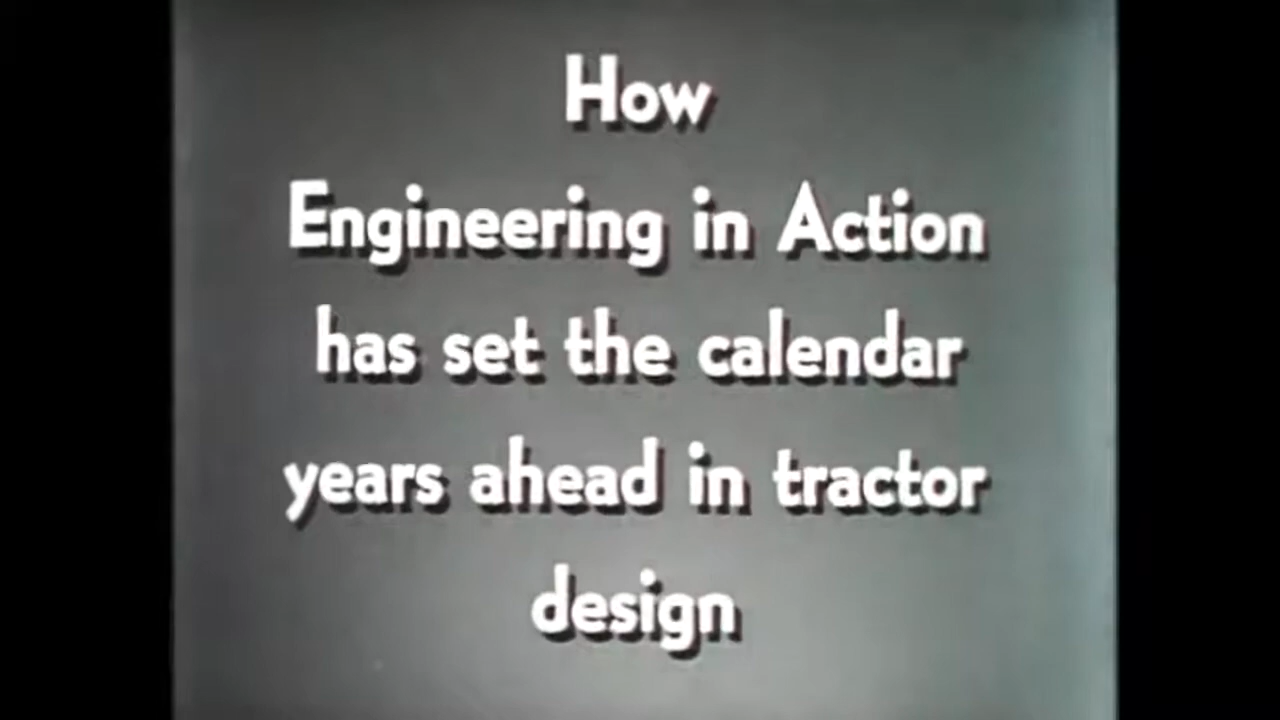 How
Engineering in Action
has set the calendar
years ahead in tractor
design